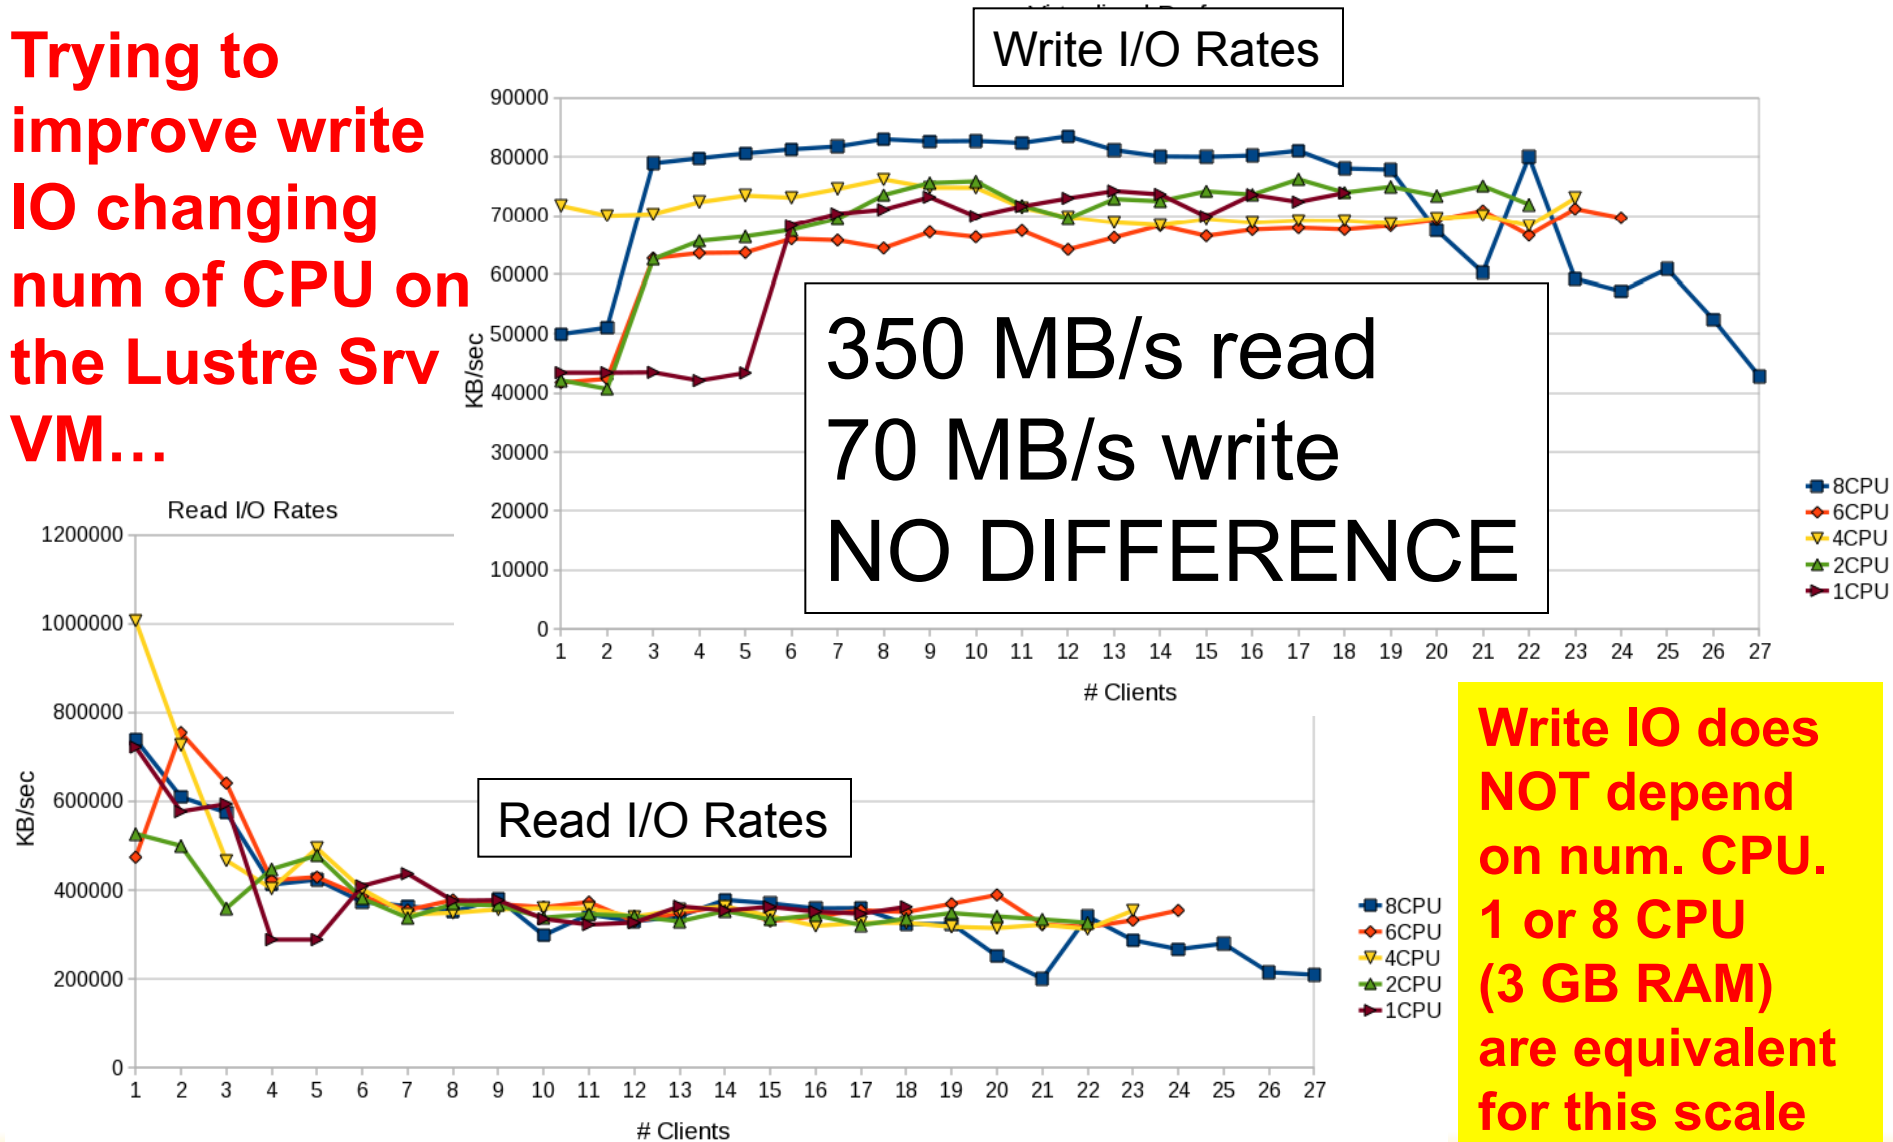 Trying to
improve write
IO changing
num of CPU on
the Lustre Srv
VM…
Write I/O Rates
90000
80000
70000
60000
50000
40000
30000
20000
10000
0
KB/sec
1 2 3 4 5 6 7 8 9 10 11 12 13 14 15 16 17 18 19 20 21 22 23 24 25 26 27
# Clients
8CPU
6CPU
4CPU
2CPU
1CPU
350 MB/s read
70 MB/s write
NO DIFFERENCE
Read I/O Rates
1200000
1000000
800000
600000
400000
200000
0
KB/sec
Read I/O Rates
1 2 3 4 5 6 7 8 9 10 11 12 13 14 15 16 17 18 19 20 21 22 23 24 25 26 27
# Clients
8CPU
6CPU
4CPU
2CPU
1CPU
Write IO does
NOT depend
on num. CPU.
1 or 8 CPU
(3 GB RAM)
are equivalent
for this scale